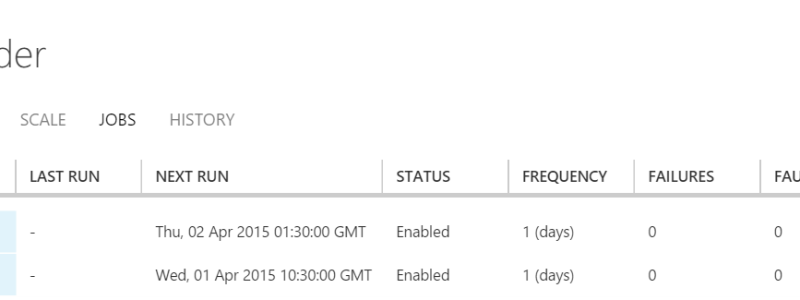 der
SCALE JOBS HISTORY
LAST RUN NEXT RUN STATUS FREQUENCY FAILURES FAU
- Thu, 02 Apr 2015 01:30:00 GMT Enabled 1 (days) 0 0
- Wed, 01 Apr 2015 10:30:00 GMT Enabled 1 (days) 0 0